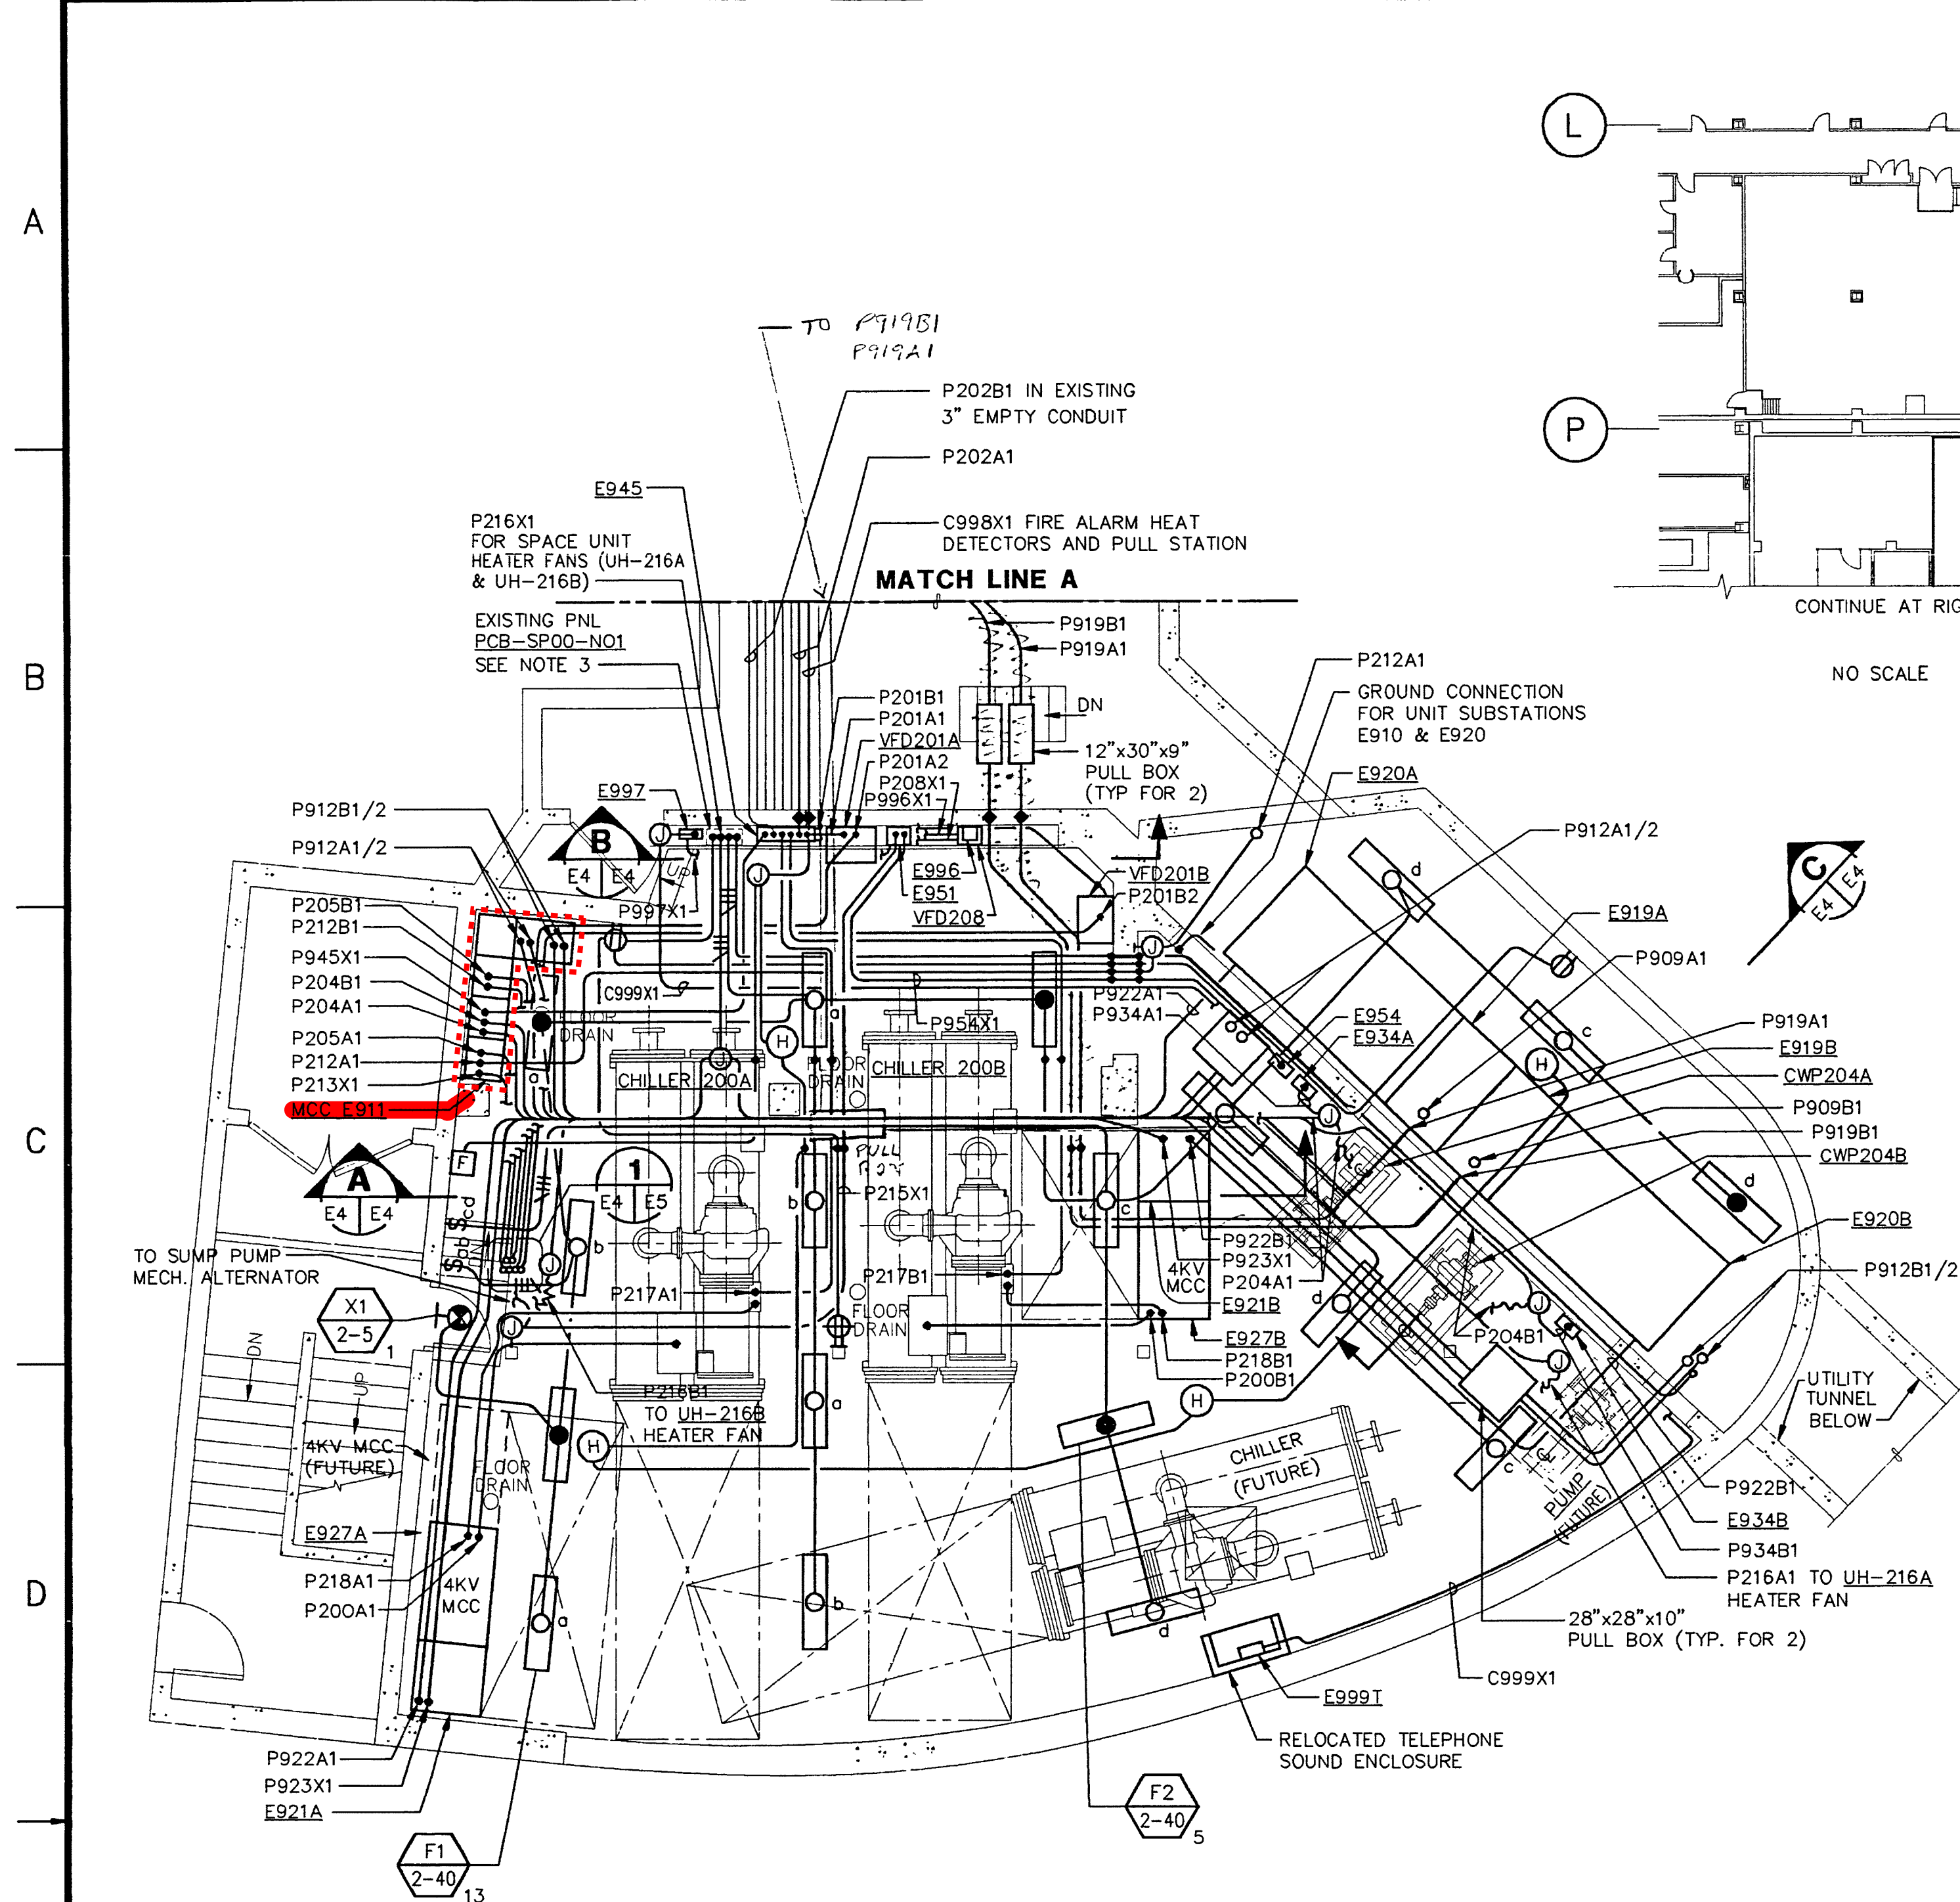 A
B
C
D
L
P
CONTINUE AT RIG
NO SCALE
TO P919B1
P919A1
P202B1 IN EXISTING
3" EMPTY CONDUIT
P202A1
E945
P216X1
FOR SPACE UNIT
HEATER FANS (UH-216A
& UH-216B)
C998X1 FIRE ALARM HEAT
DETECTORS AND PULL STATION
MATCH LINE A
EXISTING PNL
PCB-SP00-NO1
SEE NOTE 3
P919B1
P919A1
P212A1
GROUND CONNECTION
FOR UNIT SUBSTATIONS
E910 & E920
P201B1
P201A1
VFD201A
P201A2
P208X1
P996X1
DN
12"x30"x9"
PULL BOX
(TYP FOR 2)
E920A
E997
P912B1/2
P912A1/2
B
E4
E4
J
UP
J
P912A1/2
C
E4
E4
d
E996
E951
VFD208
VFD201B
P201B2
P205B1
P212B1
P945X1
P204B1
P204A1
P205A1
P212A1
P213X1
MCC E911
P997X1
C999X1
E919A
J
P909A1
P922A1
P934A1
P954X1
a
FLOOR
DRAIN
E954
E934A
c
P919A1
E919B
CWP204A
P909B1
P919B1
CWP204B
H
J
H
a
CHILLER 200A
FLOOR
DRAIN
CHILLER 200B
J
A
E4
E4
F
1
E4
E5
PULL
BOX
P215X1
b
c
d
Scd
Sab
DN
b
J
TO SUMP PUMP
MECH. ALTERNATOR
X1
2-5
1
P217A1
P217B1
FLOOR
DRAIN
P922B1
P923X1
4KV
MCC
P204A1
E921B
E927B
P218B1
P200B1
E920B
P912B1/2
d
J
J
P204B1
J
UTILITY
TUNNEL
BELOW
DN
UP
P216B1
TO UH-216B
HEATER FAN
a
H
4KV MCC
(FUTURE)
FLOOR
DRAIN
H
CHILLER
(FUTURE)
c
PUMP
(FUTURE)
P922B1
E934B
P934B1
P216A1 TO UH-216A
HEATER FAN
E927A
P218A1
P200A1
4KV
MCC
a
b
d
28"x28"x10"
PULL BOX (TYP. FOR 2)
C999X1
E999T
RELOCATED TELEPHONE
SOUND ENCLOSURE
P922A1
P923X1
E921A
F2
2-40
5
F1
2-40
13